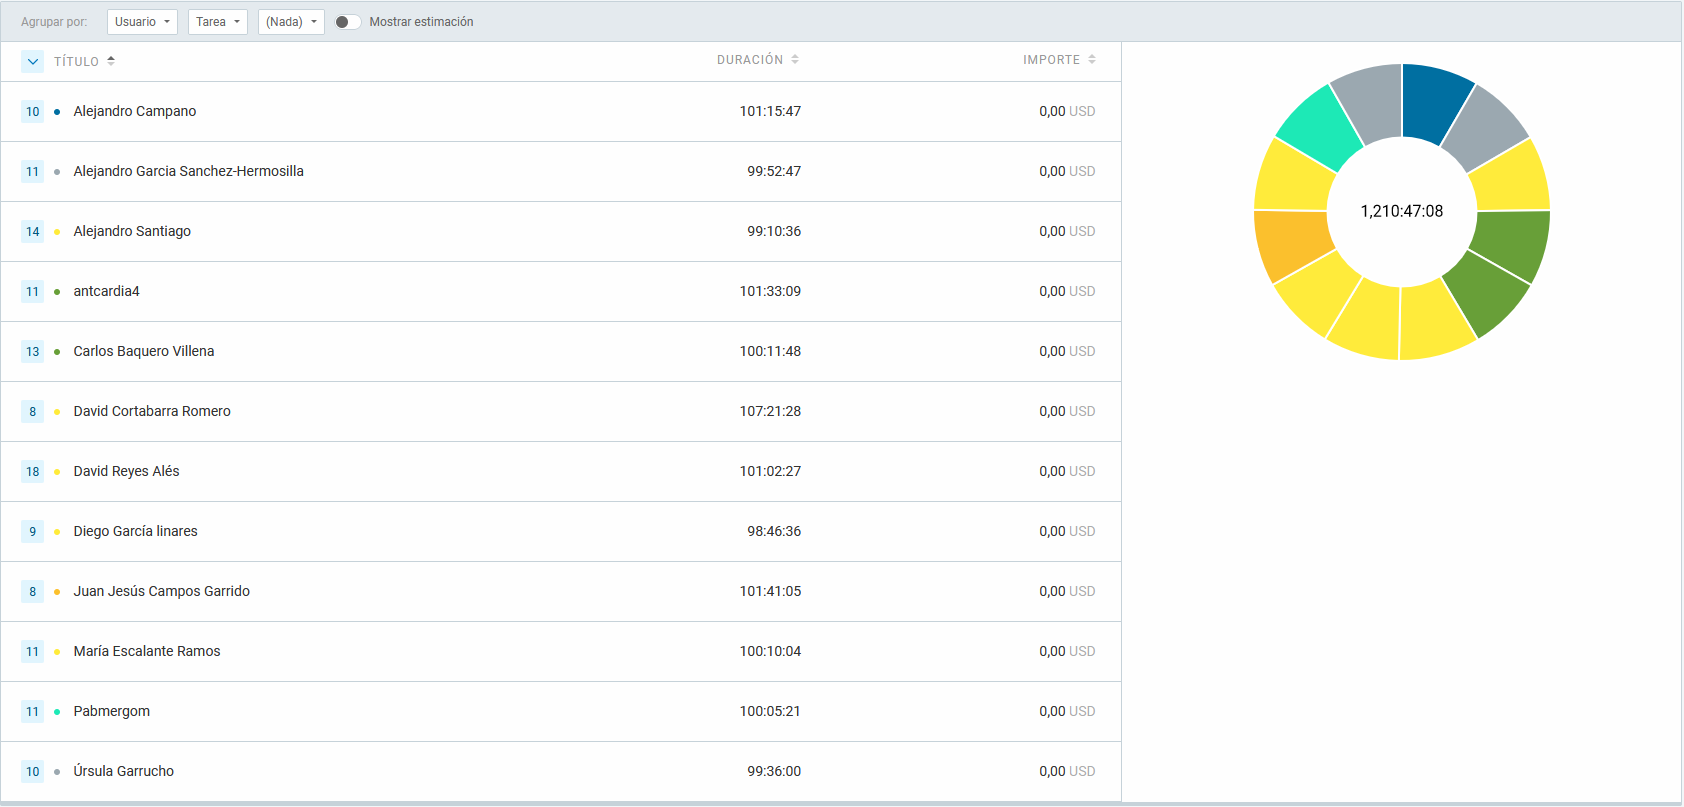 Agrupar por: Usuario Tarea (Nada) Mostrar estimación
TÍTULO DURACIÓN IMPORTE
10 Alejandro Campano 101:15:47 0,00 USD
11 Alejandro Garcia Sanchez-Hermosilla 99:52:47 0,00 USD
14 Alejandro Santiago 99:10:36 0,00 USD
11 antcardia4 101:33:09 0,00 USD
13 Carlos Baquero Villena 100:11:48 0,00 USD
8 David Cortabarra Romero 107:21:28 0,00 USD
18 David Reyes Alés 101:02:27 0,00 USD
9 Diego García linares 98:46:36 0,00 USD
8 Juan Jesús Campos Garrido 101:41:05 0,00 USD
11 María Escalante Ramos 100:10:04 0,00 USD
11 Pabmergom 100:05:21 0,00 USD
10 Úrsula Garrucho 99:36:00 0,00 USD
1,210:47:08